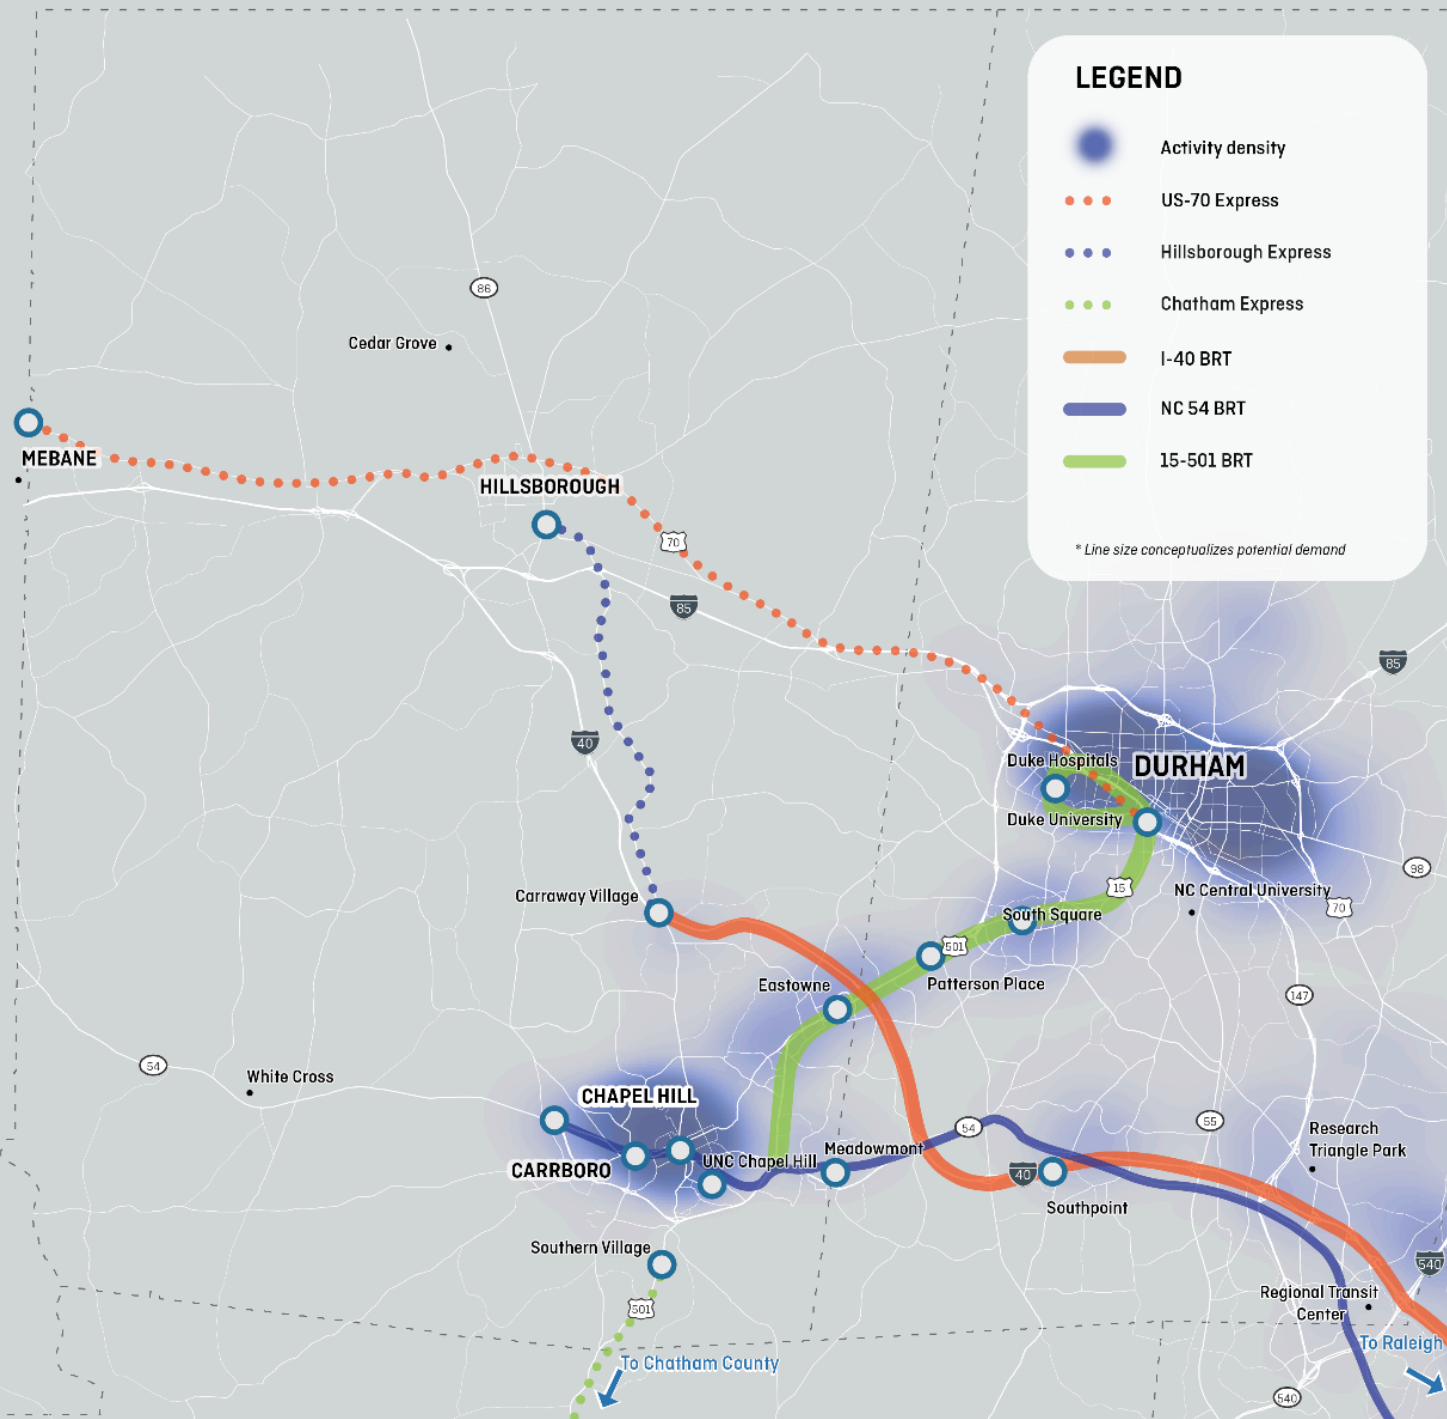 LEGEND
Activity density
US-70 Express
Hillsborough Express
Chatham Express
I-40 BRT
NC 54 BRT
15-501 BRT
* Line size conceptualizes potential demand
86
Cedar Grove
MEBANE
HILLSBOROUGH
70
85
85
40
Duke Hospitals
DURHAM
Duke University
98
15
NC Central University
70
Carraway Village
South Square
501
Eastowne
Patterson Place
147
54
White Cross
CHAPEL HILL
54
55
Research
Triangle Park
Meadowmont
UNC Chapel Hill
CARRBORO
40
Southpoint
Southern Village
540
501
Regional Transit
Center
To Raleigh
To Chatham County
540